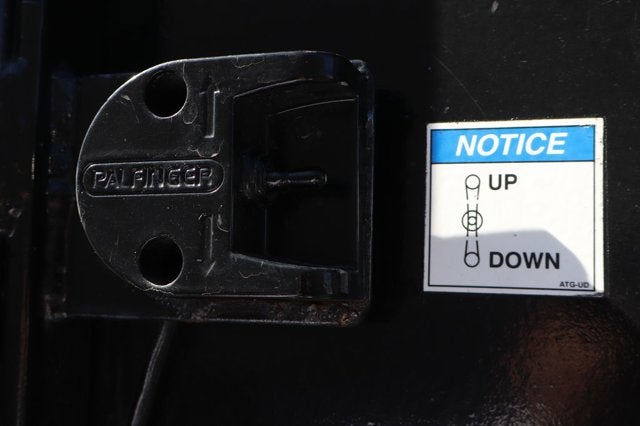 PALFINGER
NOTICE
UP
DOWN
ATG-UD